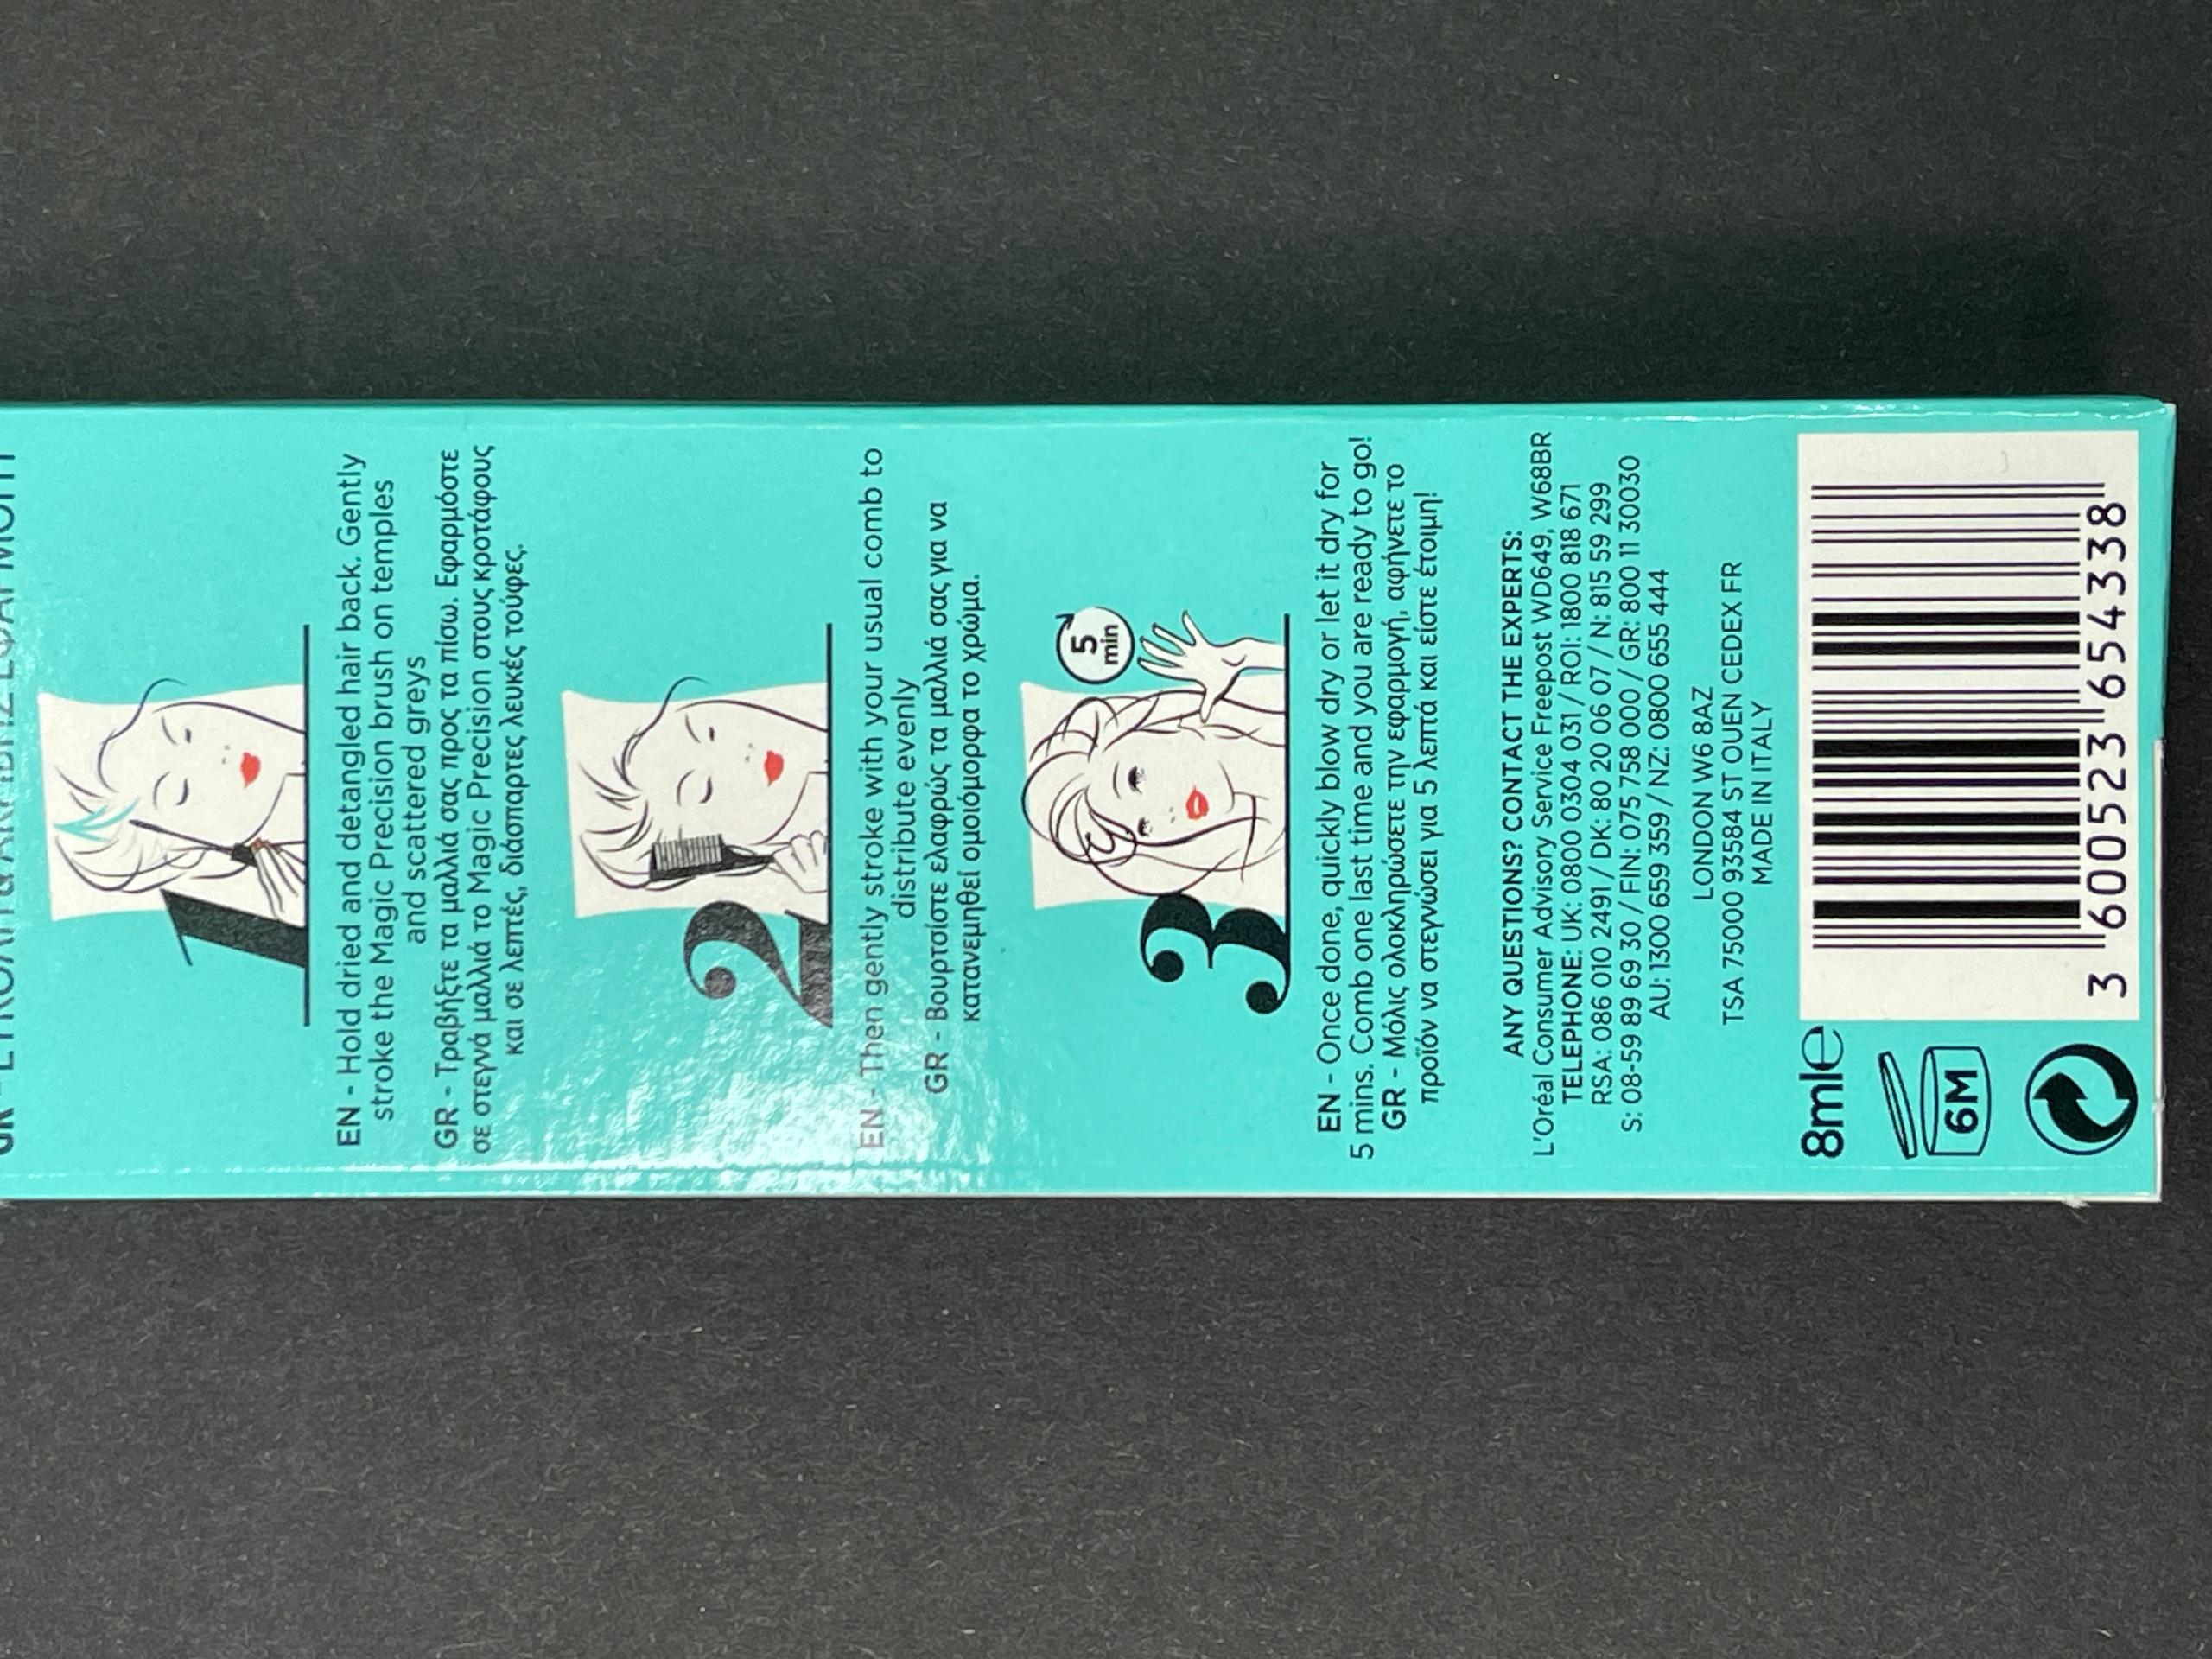 1
EN - Hold dried and detangled hair back. Gently
stroke the Magic Precision brush on temples
and scattered greys
GR - Τραβήξτε τα μαλλιά σας προς τα πίσω. Εφαρμόστε
σε στεγνά μαλλιά το Magic Precision στους κροτάφους
και σε λεπτές, διάσπαρτες λευκές τούφες.
2
EN - Then gently stroke with your usual comb to
distribute evenly
GR - Βουρτσίστε ελαφρώς τα μαλλιά σας για να
κατανεμηθεί ομοιόμορφα το χρώμα.
5
min
3
EN - Once done, quickly blow dry or let it dry for
5 mins. Comb one last time and you are ready to go!
GR - Μόλις ολοκληρώσετε την εφαρμογή, αφήνετε το
προϊόν να στεγνώσει για 5 λεπτά και είστε έτοιμη!
ANY QUESTIONS? CONTACT THE EXPERTS:
L'Oréal Consumer Advisory Service Freepost WD649, W68BR
TELEPHONE: UK: 0800 0304 031 / ROI: 1800 818 671
RSA: 086 010 2491 / DK: 80 20 06 07 / N: 815 59 299
S: 08-59 89 69 30 / FIN: 075 758 000 / GR: 800 11 30030
AU: 1300 659 359 / NZ: 0800 655 444
LONDON W6 8AZ
TSA 75000 93584 ST OUEN CEDEX FR
MADE IN ITALY
8ml e
6M
3 600523 654338